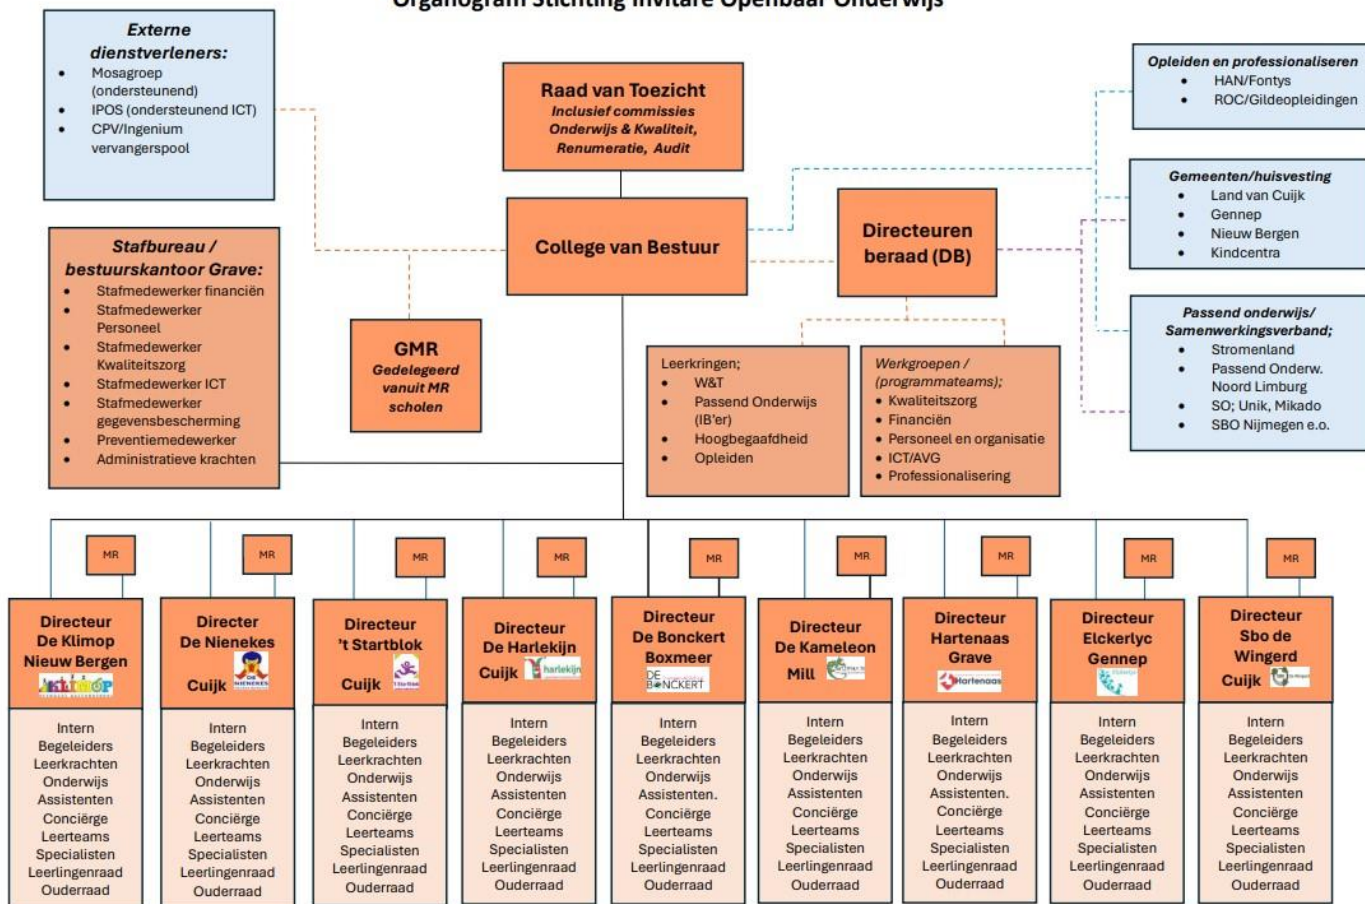 Organogram Stichting Invitare Openbaar Onderwijs
Externe
dienstverleners:
• Mosagroep
(ondersteunend)
• IPOS (ondersteunend ICT)
• CPV/Ingenium
vervangerspool
Raad van Toezicht
Inclusief commissies
Onderwijs & Kwaliteit,
Renumeratie, Audit
Opleiden en professionaliseren
• HAN/Fontys
• ROC/Gildeopleidingen
Gemeenten/huisvesting
• Land van Cuijk
• Gennep
• Nieuw Bergen
• Kindcentra
College van Bestuur
Directeuren
beraad (DB)
Stafbureau /
bestuurskantoor Grave:
• Stafmedewerker financiën
• Stafmedewerker
Personeel
• Stafmedewerker
Kwaliteitszorg
• Stafmedewerker ICT
• Stafmedewerker
gegevensbescherming
• Preventiemedewerker
• Administratieve krachten
GMR
Gedelegeerd
vanuit MR
scholen
Leerkringen;
• W&T
• Passend Onderwijs
(IB'er)
• Hoogbegaafdheid
• Opleiden
Werkgroepen /
(programmateams);
• Kwaliteitszorg
• Financiën
• Personeel en organisatie
• ICT/AVG
• Professionalisering
Passend onderwijs/
Samenwerkingsverband;
• Stromenland
• Passend Onderw.
Noord Limburg
• SO; Unik, Mikado
• SBO Nijmegen e.o.
MR
MR
MR
MR
MR
MR
MR
MR
MR
Directeur
De Klimop
Nieuw Bergen
KLIMOP
Intern
Begeleiders
Leerkrachten
Onderwijs
Assistenten
Conciërge
Leerteams
Specialisten
Leerlingenraad
Ouderraad
Directer
De Nienekes
Cuijk
DE NIENEKES
Intern
Begeleiders
Leerkrachten
Onderwijs
Assistenten
Conciërge
Leerteams
Specialisten
Leerlingenraad
Ouderraad
Directeur
't Startblok
Cuijk
Intern
Begeleiders
Leerkrachten
Onderwijs
Assistenten
Conciërge
Leerteams
Specialisten
Leerlingenraad
Ouderraad
Directeur
De Harlekijn
Cuijk
harlekijn
Intern
Begeleiders
Leerkrachten
Onderwijs
Assistenten
Conciërge
Leerteams
Specialisten
Leerlingenraad
Ouderraad
Directeur
De Bonckert
Boxmeer
DE
BONCKERT
Intern
Begeleiders
Leerkrachten
Onderwijs
Assistenten.
Conciërge
Leerteams
Specialisten
Leerlingenraad
Ouderraad
Directeur
De Kameleon
Mill
Intern
Begeleiders
Leerkrachten
Onderwijs
Assistenten
Conciërge
Leerteams
Specialisten
Leerlingenraad
Ouderraad
Directeur
Hartenaas
Grave
Hartenaas
Intern
Begeleiders
Leerkrachten
Onderwijs
Assistenten.
Conciërge
Leerteams
Specialisten
Leerlingenraad
Ouderraad
Directeur
Elckerlyc
Gennep
Intern
Begeleiders
Leerkrachten
Onderwijs
Assistenten
Conciërge
Leerteams
Specialisten
Leerlingenraad
Ouderraad
Directeur
Sbo de
Wingerd
Cuijk
Intern
Begeleiders
Leerkrachten
Onderwijs
Assistenten
Conciërge
Leerteams
Specialisten
Leerlingenraad
Ouderraad